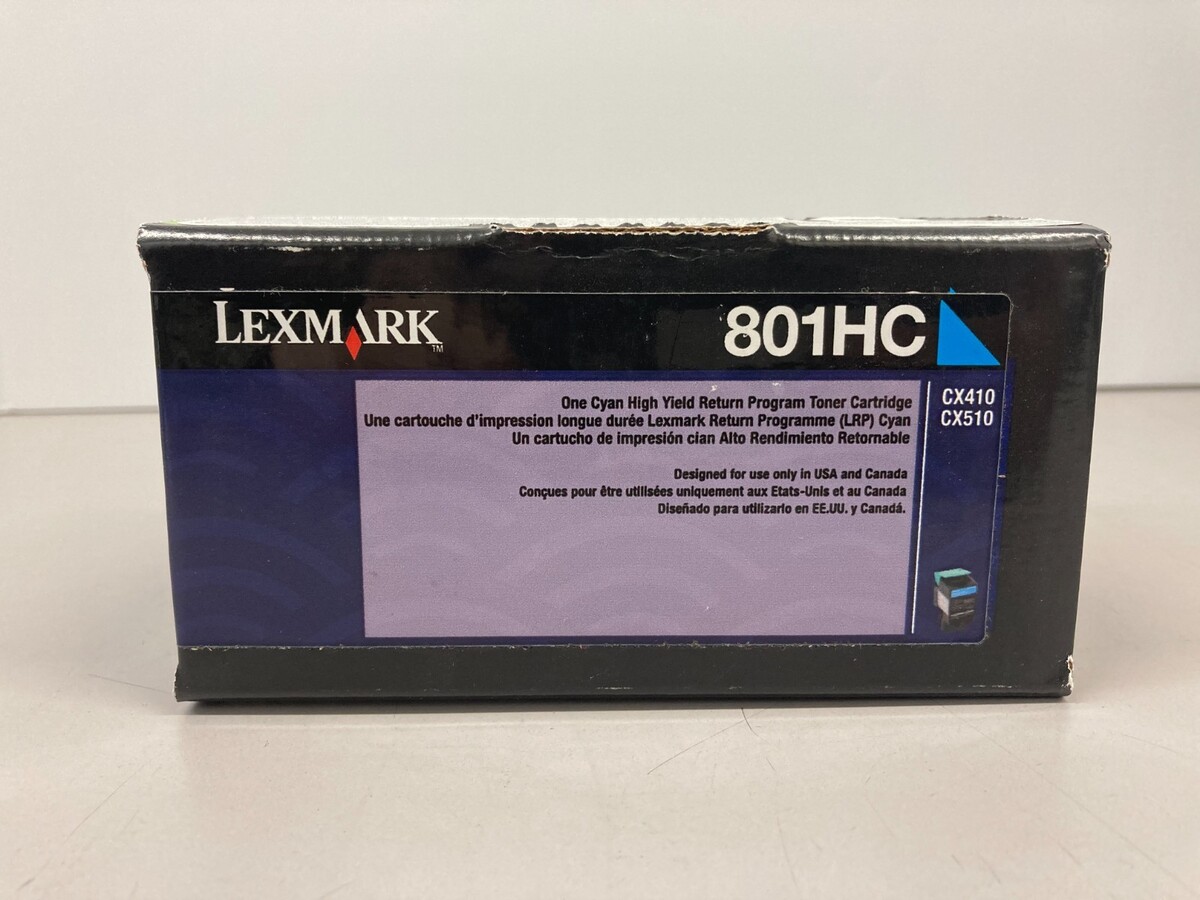 LEXMARK™
801HC
One Cyan High Yield Return Program Toner Cartridge
Une cartouche d'impression longue durée Lexmark Return Programme (LRP) Cyan
Un cartucho de impresión cian Alto Rendimiento Retornable
Designed for use only in USA and Canada
Conçues pour être utilisées uniquement aux Etats-Unis et au Canada
Diseñado para utilizarlo en EE.UU. y Canadá.
CX410
CX510